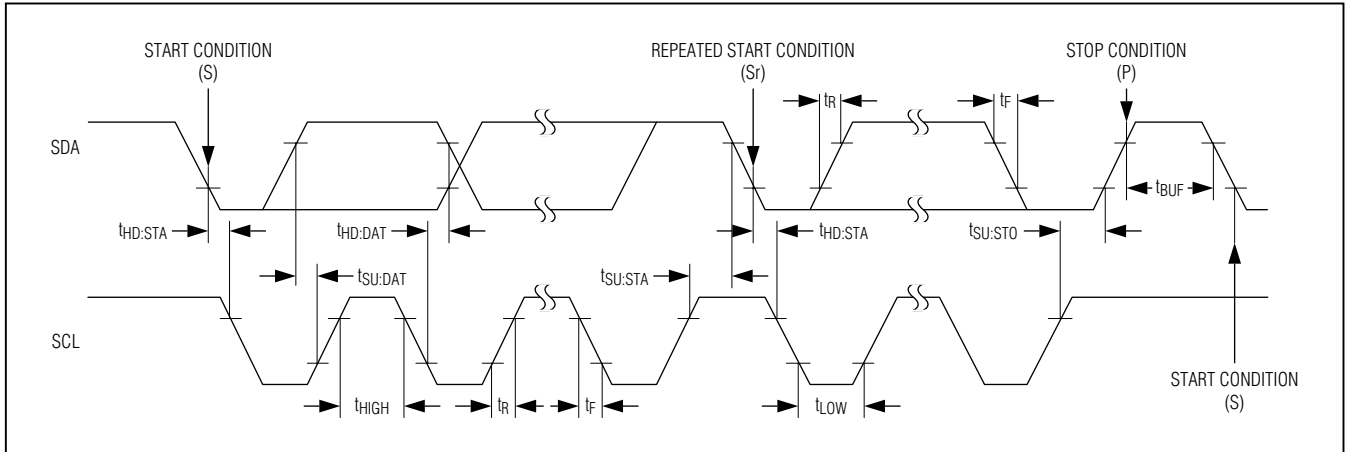 START CONDITION
(S)
REPEATED START CONDITION
(Sr)
STOP CONDITION
(P)
tR
tF
SDA
tBUF
tHD:STA
tHD:DAT
tHD:STA
tSU:STO
tSU:DAT
tSU:STA
SCL
tHIGH
tR
tF
tLOW
START CONDITION
(S)